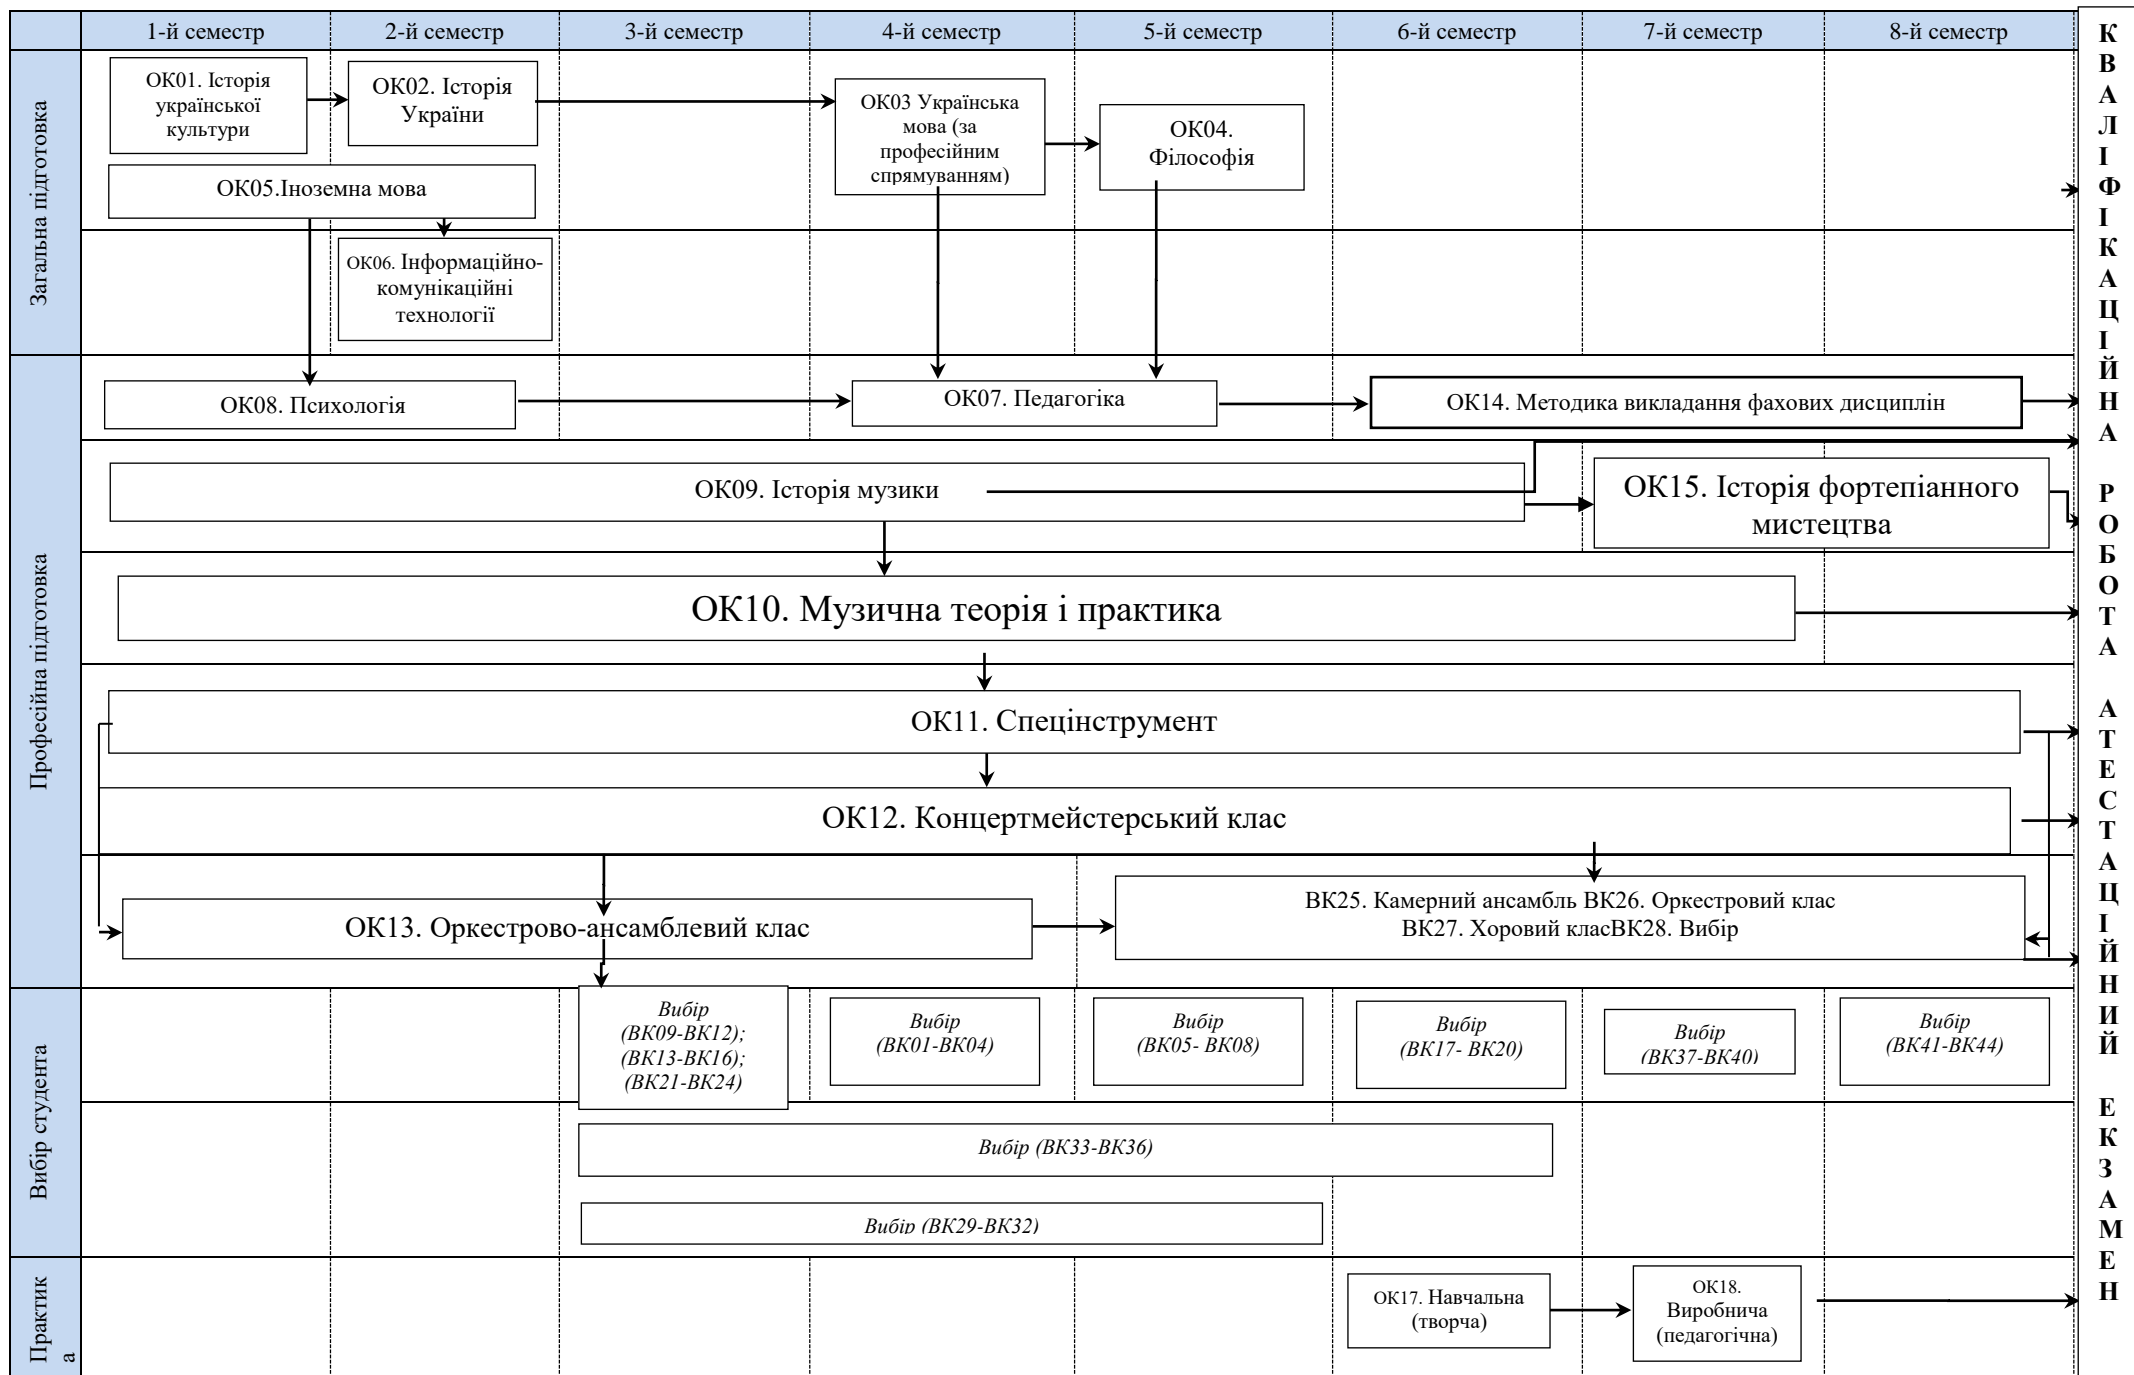 1-й семестр
2-й семестр
3-й семестр
4-й семестр
5-й семестр
6-й семестр
7-й семестр
8-й семестр
Загальна підготовка
ОК01. Історія
української
культури
ОК02. Історія
України
ОК03 Українська
мова (за
професійним
спрямуванням)
ОК04.
Філософія
ОК05.Іноземна мова
ОК06. Інформаційно-
комунікаційні
технології
Професійна підготовка
ОК08. Психологія
ОК07. Педагогіка
ОК14. Методика викладання фахових дисциплін
ОК09. Історія музики
ОК15. Історія фортепіанного
мистецтва
ОК10. Музична теорія і практика
ОК11. Спецінструмент
ОК12. Концертмейстерський клас
ОК13. Оркестрово-ансамблевий клас
ВК25. Камерний ансамбль ВК26. Оркестровий клас
ВК27. Хоровий класВК28. Вибір
Вибір студента
Вибір
(ВК09-ВК12);
(ВК13-ВК16);
(ВК21-ВК24)
Вибір
(ВК01-ВК04)
Вибір
(ВК05- ВК08)
Вибір
(ВК17- ВК20)
Вибір
(ВК37-ВК40)
Вибір
(ВК41-ВК44)
Вибір (ВК33-ВК36)
Вибір (ВК29-ВК32)
Практик
а
ОК17. Навчальна
(творча)
ОК18.
Виробнича
(педагогічна)
КВАЛІФІКАЦІЙНА РОБОТА АТЕСТАЦІЙНИЙ ЕКЗАМЕН